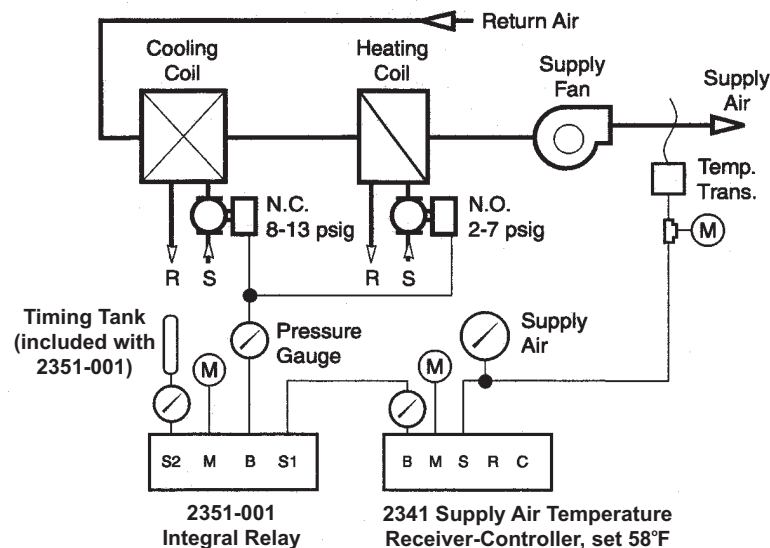 Return Air
Cooling
Coil
Heating
Coil
Supply
Fan
Supply
Air
Temp.
Trans.
N.C.
8-13 psig
N.O.
2-7 psig
M
R S
R S
Timing Tank
(included with
2351-001)
Pressure
Gauge
Supply
Air
M
M
S2 M B S1
B M S R C
2351-001
Integral Relay
2341 Supply Air Temperature
Receiver-Controller, set 58°F